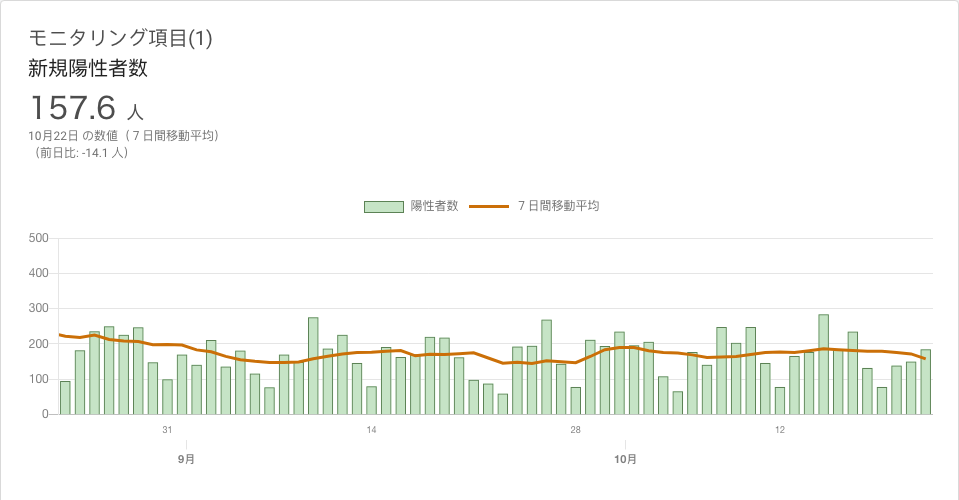 モニタリング項目(1)
新規陽性者数
157.6 人
10月22日 の数値（７日間移動平均）
（前日比: -14.1 人）
陽性者数 ７日間移動平均
500
400
300
200
100
0
31 14 28 12
9月 10月